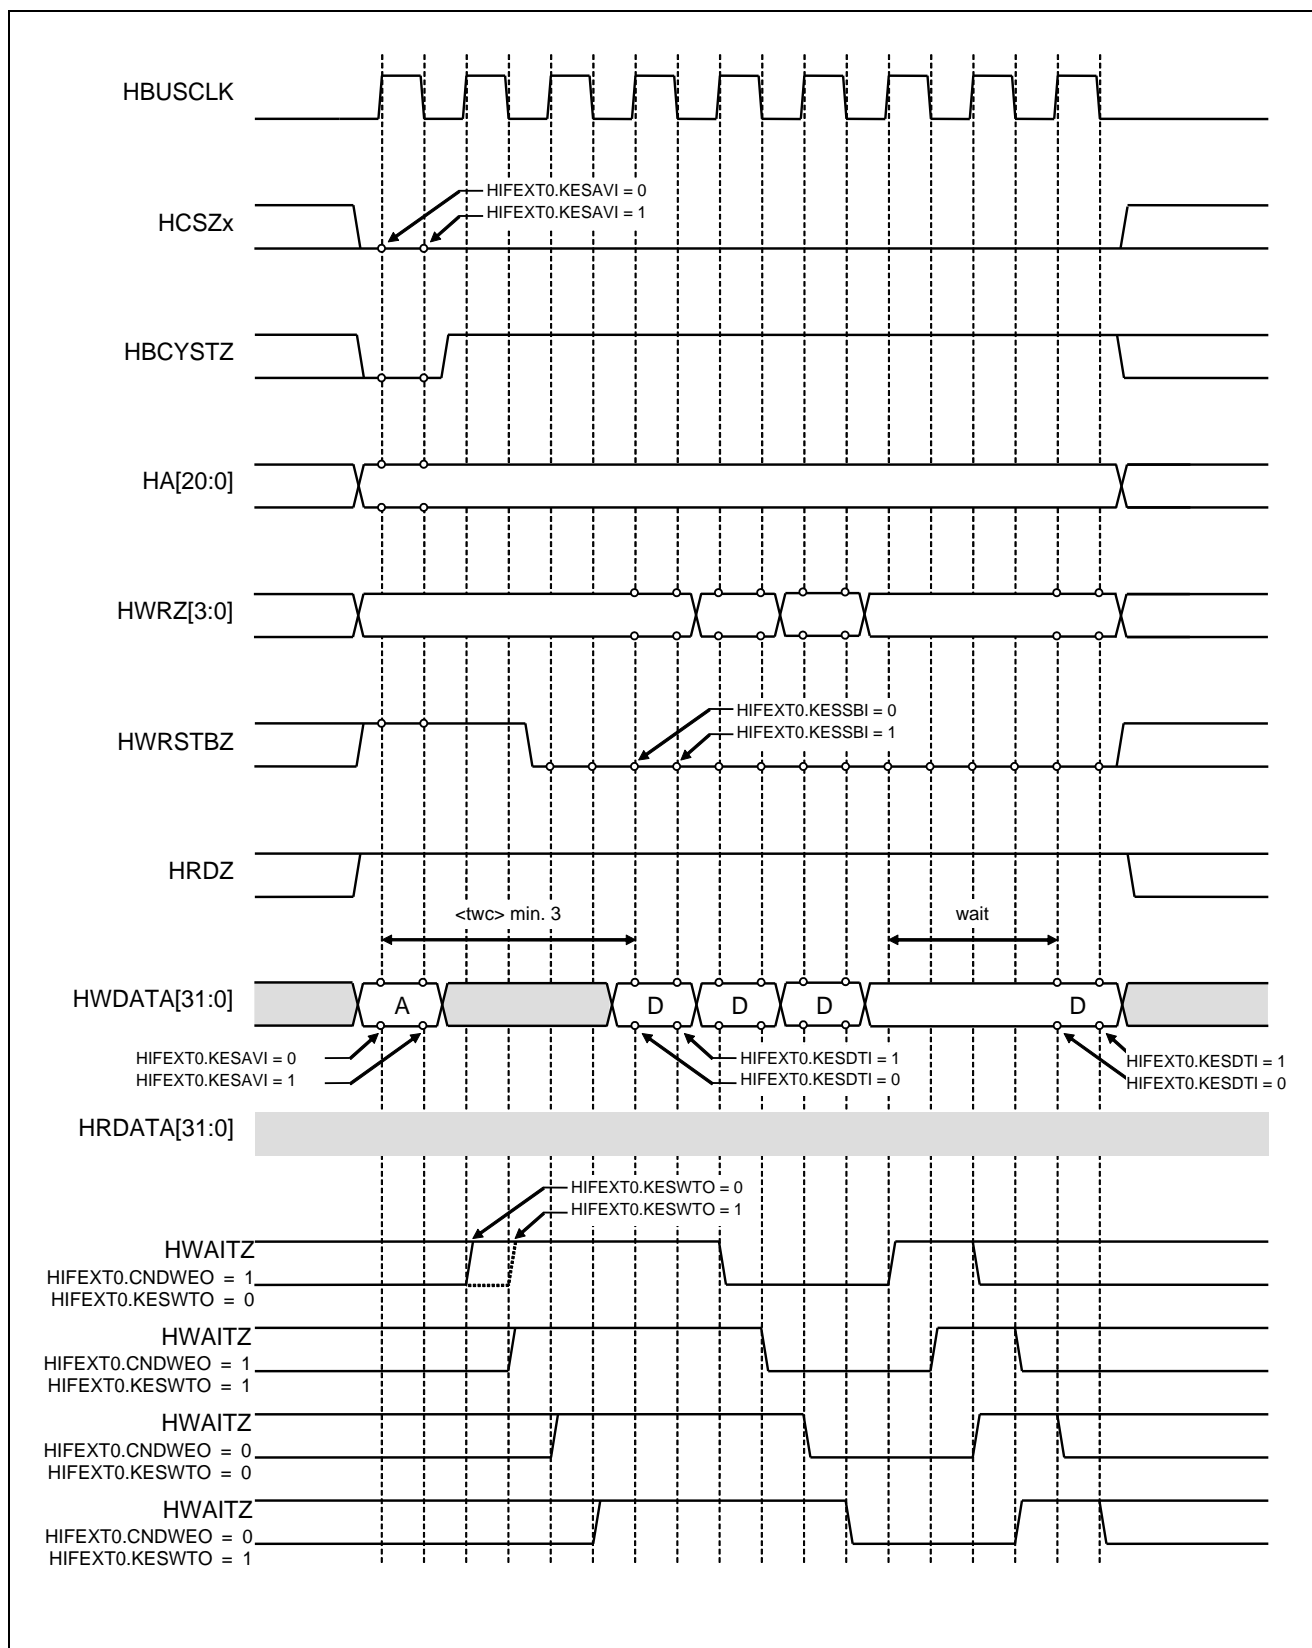 HBUSCLK
HIFEXT0.KESAVI = 0
HIFEXT0.KESAVI = 1
HCSZx
HBCYSTZ
HA[20:0]
HWRZ[3:0]
HIFEXT0.KESSBI = 0
HIFEXT0.KESSBI = 1
HWRSTBZ
HRDZ
<twc> min. 3
wait
HWDATA[31:0]
A
D
D
D
D
HIFEXT0.KESAVI = 0
HIFEXT0.KESAVI = 1
HIFEXT0.KESDTI = 1
HIFEXT0.KESDTI = 0
HIFEXT0.KESDTI = 1
HIFEXT0.KESDTI = 0
HRDATA[31:0]
HIFEXT0.KESWTO = 0
HIFEXT0.KESWTO = 1
HWAITZ
HIFEXT0.CNDWEO = 1
HIFEXT0.KESWTO = 0
HWAITZ
HIFEXT0.CNDWEO = 1
HIFEXT0.KESWTO = 1
HWAITZ
HIFEXT0.CNDWEO = 0
HIFEXT0.KESWTO = 0
HWAITZ
HIFEXT0.CNDWEO = 0
HIFEXT0.KESWTO = 1